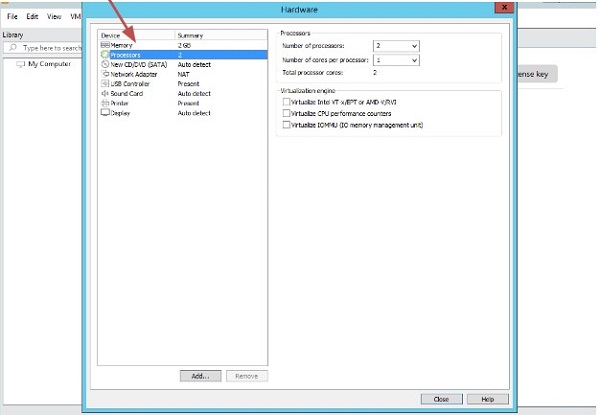 Hardware
File Edit View VM
Library
Type here to search
My Computer
ense key
Device Summary
Memory 2 GB
Processors 2
New CD/DVD (SATA) Auto detect
Network Adapter NAT
USB Controller Present
Sound Card Auto detect
Printer Present
Display Auto detect
Add... Remove
Processors
Number of processors: 2
Number of cores per processor: 1
Total processor cores: 2
Virtualization engine
Virtualize Intel VT-x/EPT or AMD-V/RVI
Virtualize CPU performance counters
Virtualize IOMMU (IO memory management unit)
Close Help